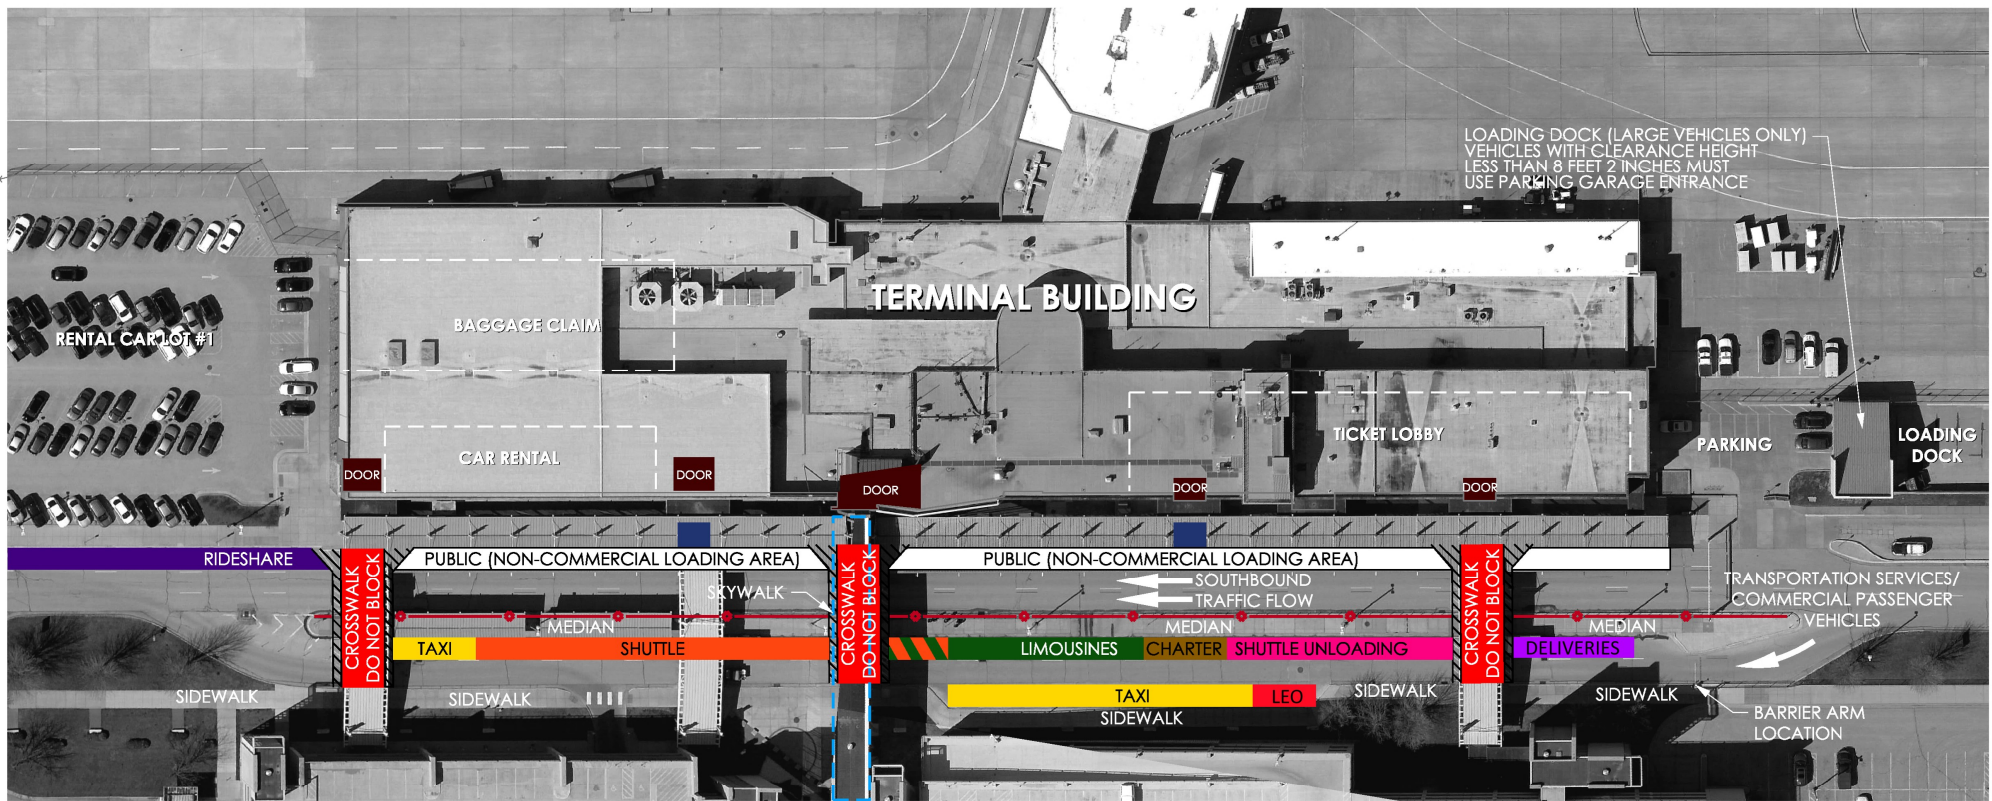 LOADING DOCK (LARGE VEHICLES ONLY)
VEHICLES WITH CLEARANCE HEIGHT
LESS THAN 8 FEET 2 INCHES MUST
USE PARKING GARAGE ENTRANCE
TERMINAL BUILDING
BAGGAGE CLAIM
RENTAL CAR LOT #1
TICKET LOBBY
PARKING
LOADING
DOCK
CAR RENTAL
DOOR
DOOR
DOOR
DOOR
DOOR
RIDESHARE
CROSSWALK
DO NOT BLOCK
PUBLIC (NON-COMMERCIAL LOADING AREA)
CROSSWALK
DO NOT BLOCK
PUBLIC (NON-COMMERCIAL LOADING AREA)
CROSSWALK
DO NOT BLOCK
SKYWALK
SOUTHBOUND
TRAFFIC FLOW
TRANSPORTATION SERVICES/
COMMERCIAL PASSENGER
VEHICLES
MEDIAN
MEDIAN
MEDIAN
TAXI
SHUTTLE
LIMOUSINES
CHARTER
SHUTTLE UNLOADING
DELIVERIES
SIDEWALK
SIDEWALK
TAXI
LEO
SIDEWALK
SIDEWALK
SIDEWALK
BARRIER ARM
LOCATION